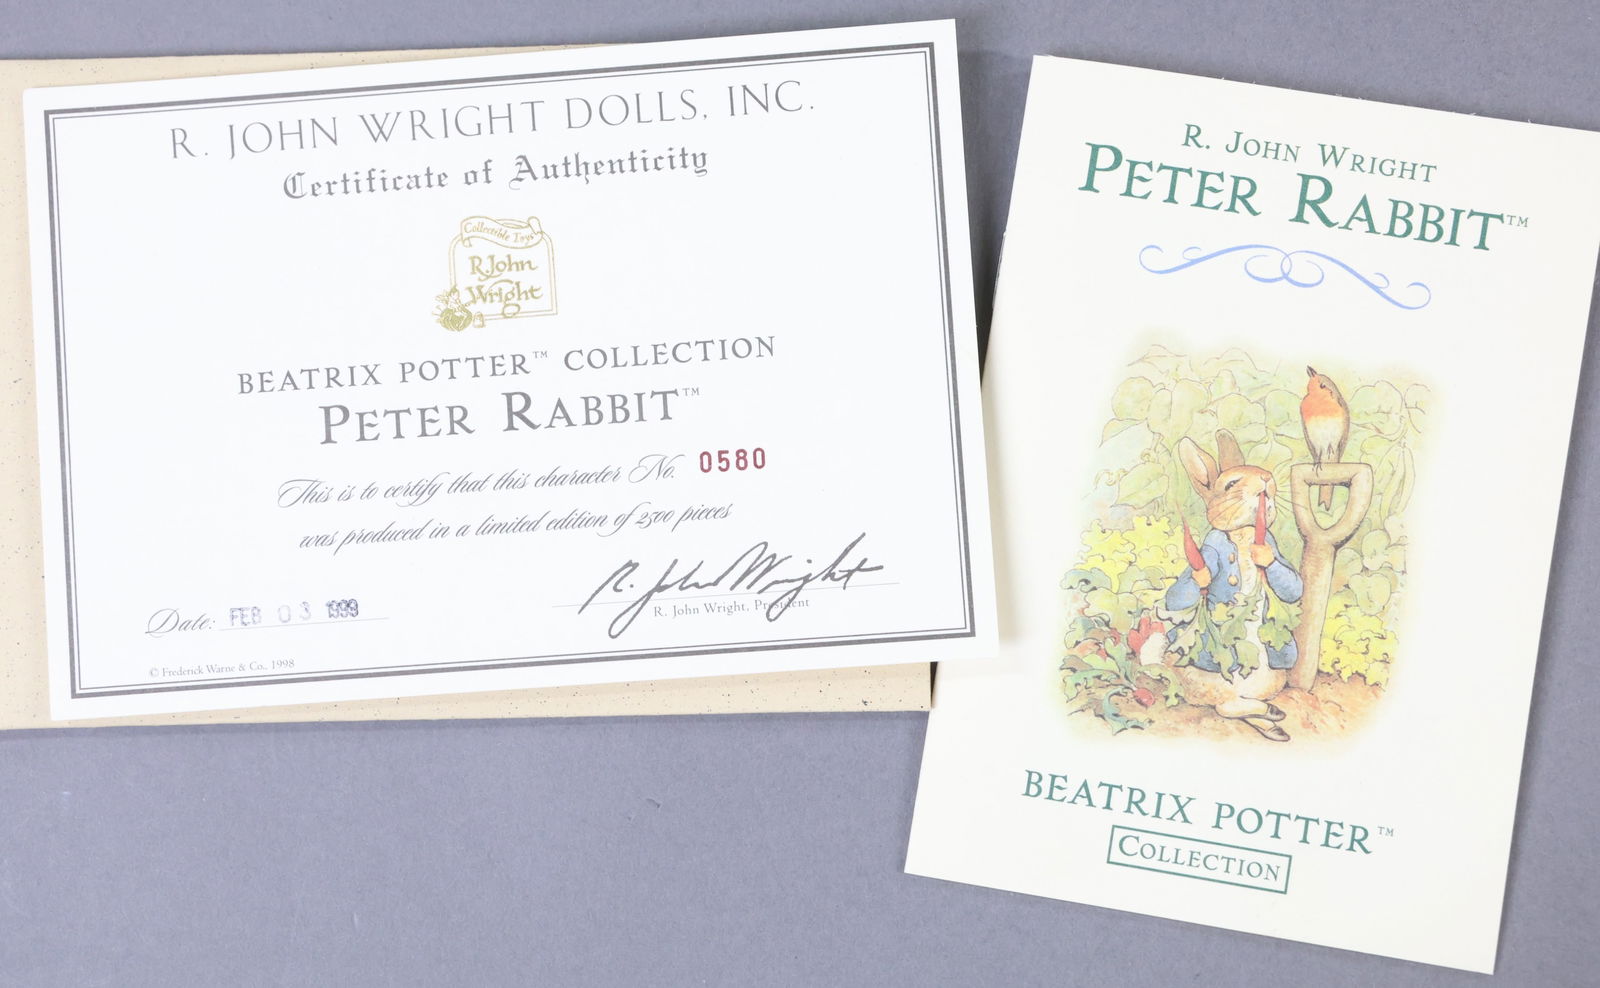 R. JOHN WRIGHT DOLLS, INC.
Certificate of Authenticity
Collectible Toys
R. John
Wright
BEATRIX POTTER™ COLLECTION
PETER RABBIT™
This is to certify that this character No. 0580
was produced in a limited edition of 2500 pieces
R. John Wright
R. John Wright, President
Date: FEB 03 1999
© Frederick Warne & Co., 1998
R. JOHN WRIGHT
PETER RABBIT™
BEATRIX POTTER™
COLLECTION